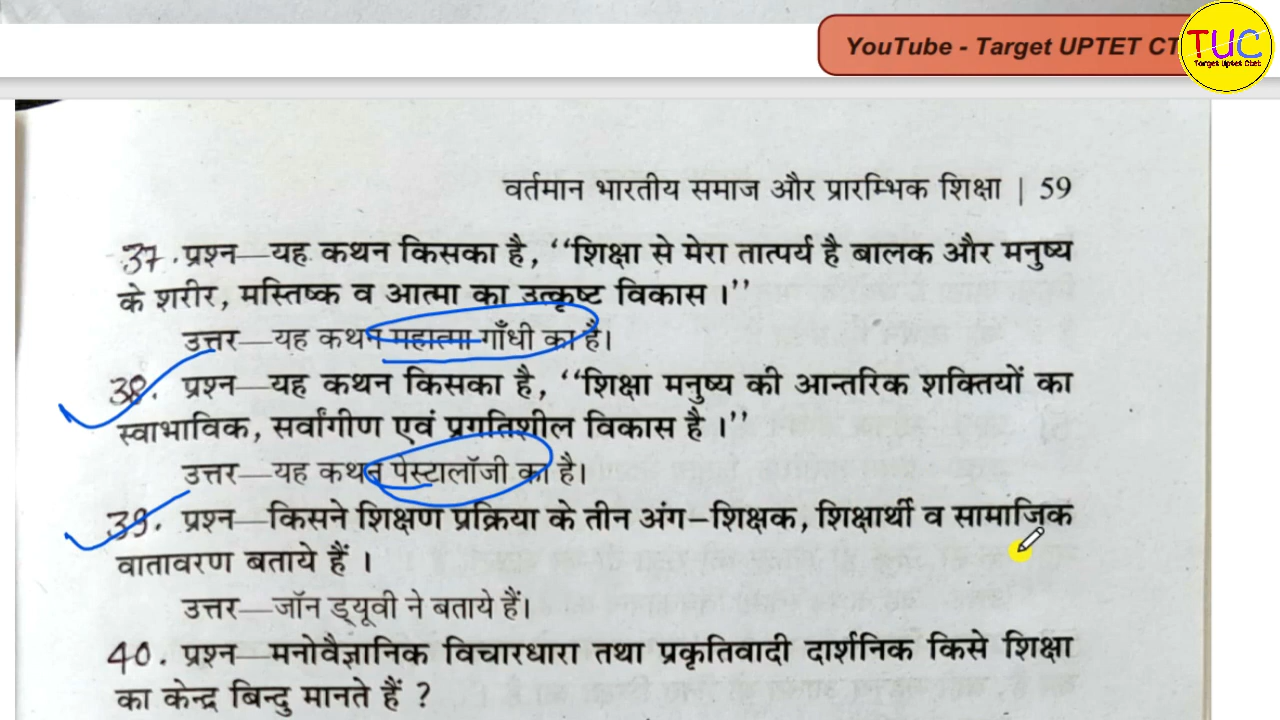 YouTube - Target UPTET CT
TUC
Target Uptet Ctet
वर्तमान भारतीय समाज और प्रारम्भिक शिक्षा | 59
37. प्रश्न—यह कथन किसका है, ‘‘शिक्षा से मेरा तात्पर्य है बालक और मनुष्य
के शरीर, मस्तिष्क व आत्मा का उत्कृष्ट विकास ।’’
उत्तर—यह कथन महात्मा गाँधी का है।
38. प्रश्न—यह कथन किसका है, ‘‘शिक्षा मनुष्य की आन्तरिक शक्तियों का
स्वाभाविक, सर्वांगीण एवं प्रगतिशील विकास है ।’’
उत्तर—यह कथन पेस्टालॉजी का है।
39. प्रश्न—किसने शिक्षण प्रक्रिया के तीन अंग–शिक्षक, शिक्षार्थी व सामाजिक
वातावरण बताये हैं ।
उत्तर—जॉन ड्यूवी ने बताये हैं।
40. प्रश्न—मनोवैज्ञानिक विचारधारा तथा प्रकृतिवादी दार्शनिक किसे शिक्षा
का केन्द्र बिन्दु मानते हैं ?